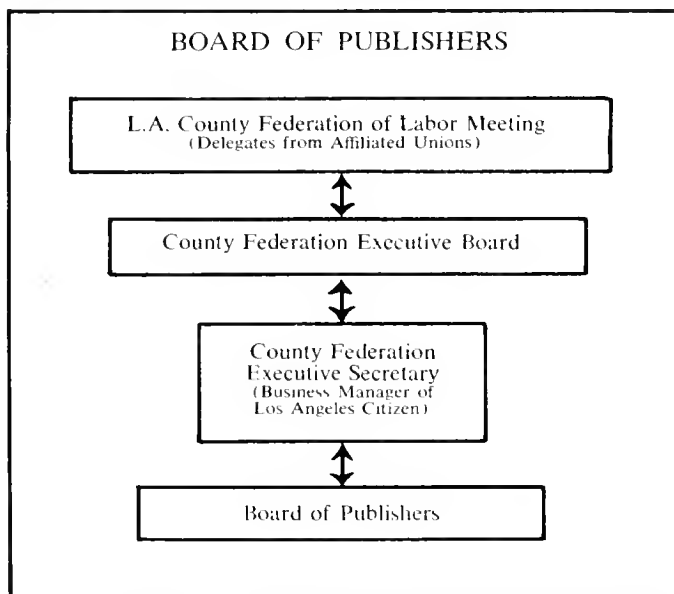 BOARD OF PUBLISHERS
L.A. County Federation of Labor Meeting
(Delegates from Affiliated Unions)
County Federation Executive Board
County Federation
Executive Secretary
(Business Manager of
Los Angeles Citizen)
Board of Publishers